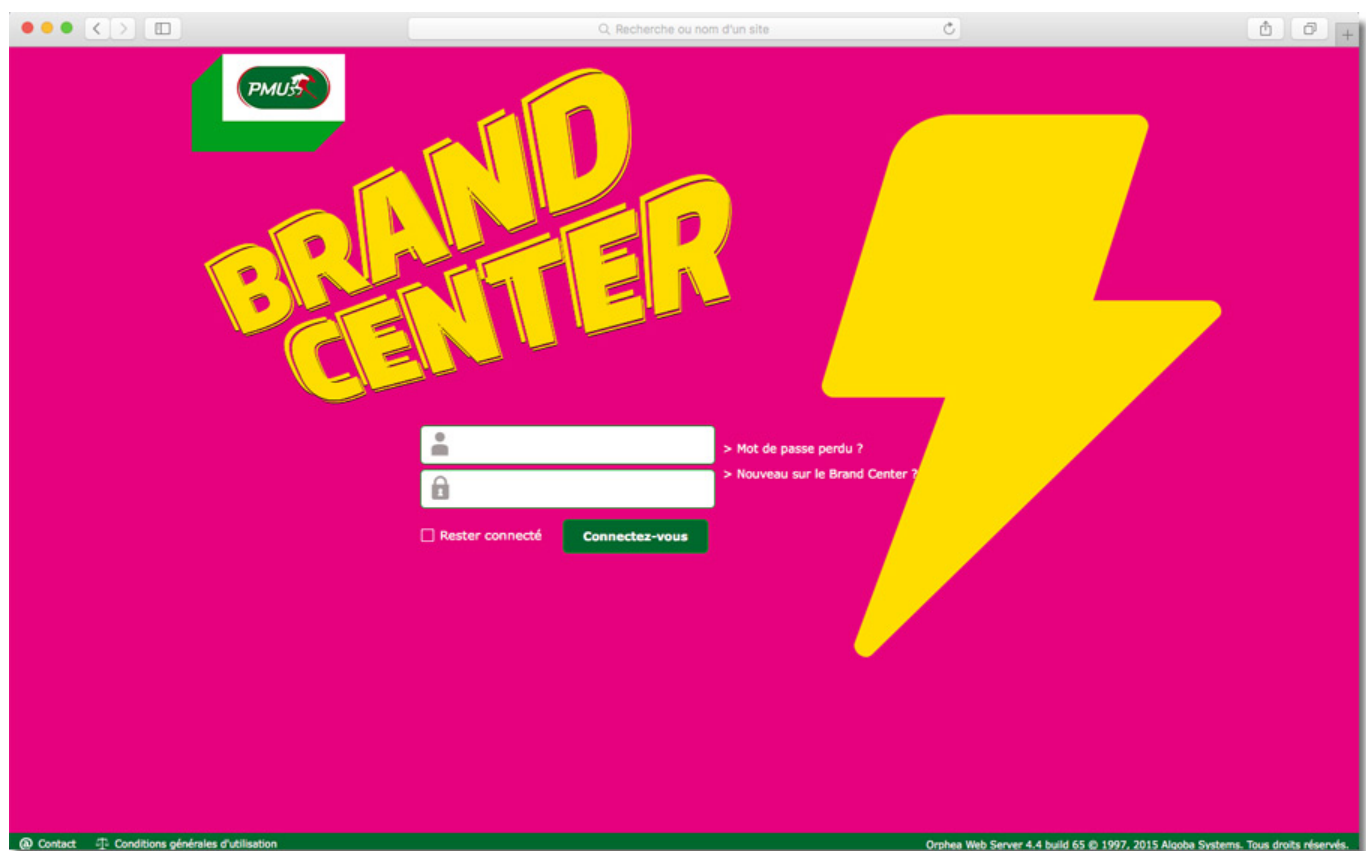 Recherche ou nom d'un site
PMU
BRAND
CENTER
> Mot de passe perdu ?
> Nouveau sur le Brand Center ?
Rester connecté
Connectez-vous
@ Contact
Conditions générales d'utilisation
Orphea Web Server 4.4 build 65 © 1997, 2015 Algoba Systems. Tous droits réservés.